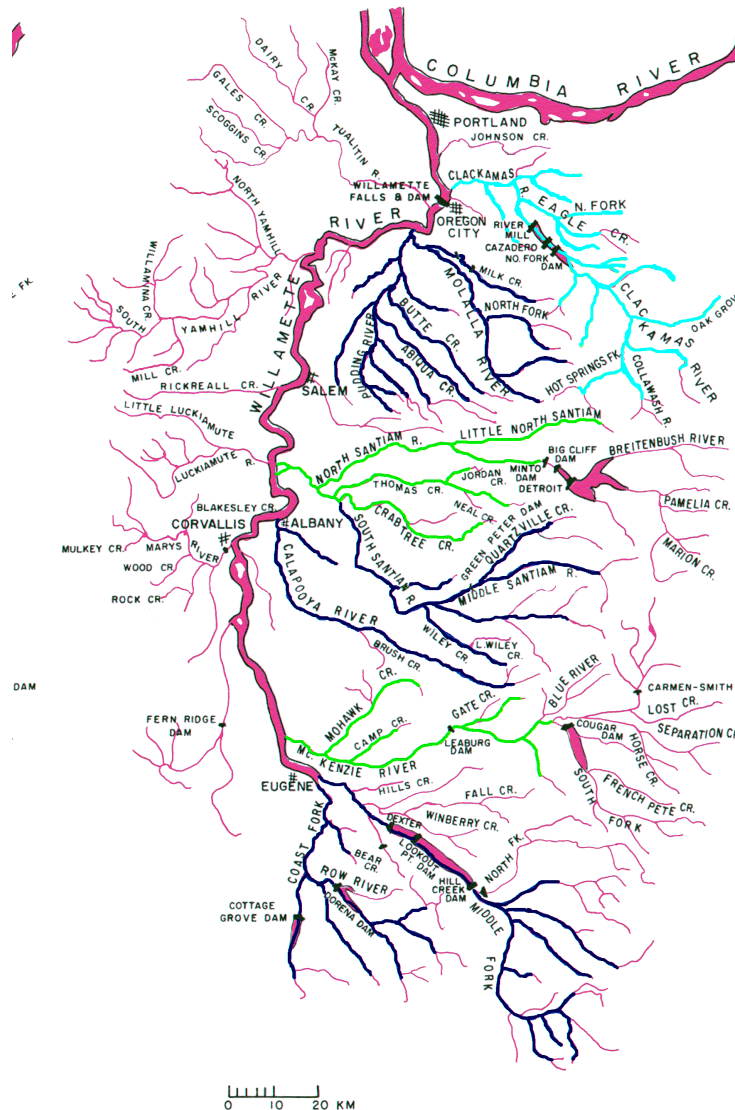 COLUMBIA RIVER
DAIRY CR.
McKAY CR.
GALES CR.
SCOGGINS CR.
TUALITIN R.
PORTLAND
JOHNSON CR.
CLACKAMAS R.
WILLAMETTE
FALLS & DAM
OREGON
CITY
EAGLE CR.
N. FORK
RIVER
MILL
CAZADERO
NO. FORK
DAM
NORTH YAMHILL
WILLAMINA CR.
SOUTH
YAMHILL RIVER
WILLAMETTE RIVER
L FK.
MILK CR.
MOLALLA RIVER
NORTH FORK
BUTTE CR.
ABIQUA CR.
PUDDING RIVER
CLACKAMAS RIVER
OAK GROV
HOT SPRINGS FK.
COLLAWASH R.
MILL CR.
RICKREALL CR.
SALEM
LITTLE LUCKIAMUTE
LUCKIAMUTE R.
NORTH SANTIAM R.
LITTLE NORTH SANTIAM
BIG CLIFF
DAM
BREITENBUSH RIVER
MINTO
DAM
DETROIT
JORDAN
CR.
THOMAS CR.
NEAL CR.
CRABTREE CR.
PAMELIA CR.
MARION CR.
BLAKESLEY CR.
CORVALLIS
ALBANY
MULKEY CR.
MARYS RIVER
WOOD CR.
ROCK CR.
SOUTH SANTIAM R.
GREEN PETER DAM
QUARTZVILLE CR.
MIDDLE SANTIAM R.
CALAPOOYA RIVER
WILEY CR.
L. WILEY
CR.
BRUSH CR.
DAM
FERN RIDGE
DAM
MOHAWK CR.
CAMP CR.
GATE CR.
LEABURG
DAM
Mc KENZIE RIVER
BLUE RIVER
CARMEN-SMITH
LOST CR.
SEPARATION CR
COUGAR
DAM
HORSE CR.
FRENCH PETE CR.
SOUTH FORK
EUGENE
HILLS CR.
FALL CR.
WINBERRY CR.
DEXTER
LOOKOUT
PT. DAM
NORTH FK.
HILL
CREEK
DAM
MIDDLE FORK
COAST FORK
BEAR
CR.
ROW RIVER
DORENA DAM
COTTAGE
GROVE DAM
0 10 20 KM